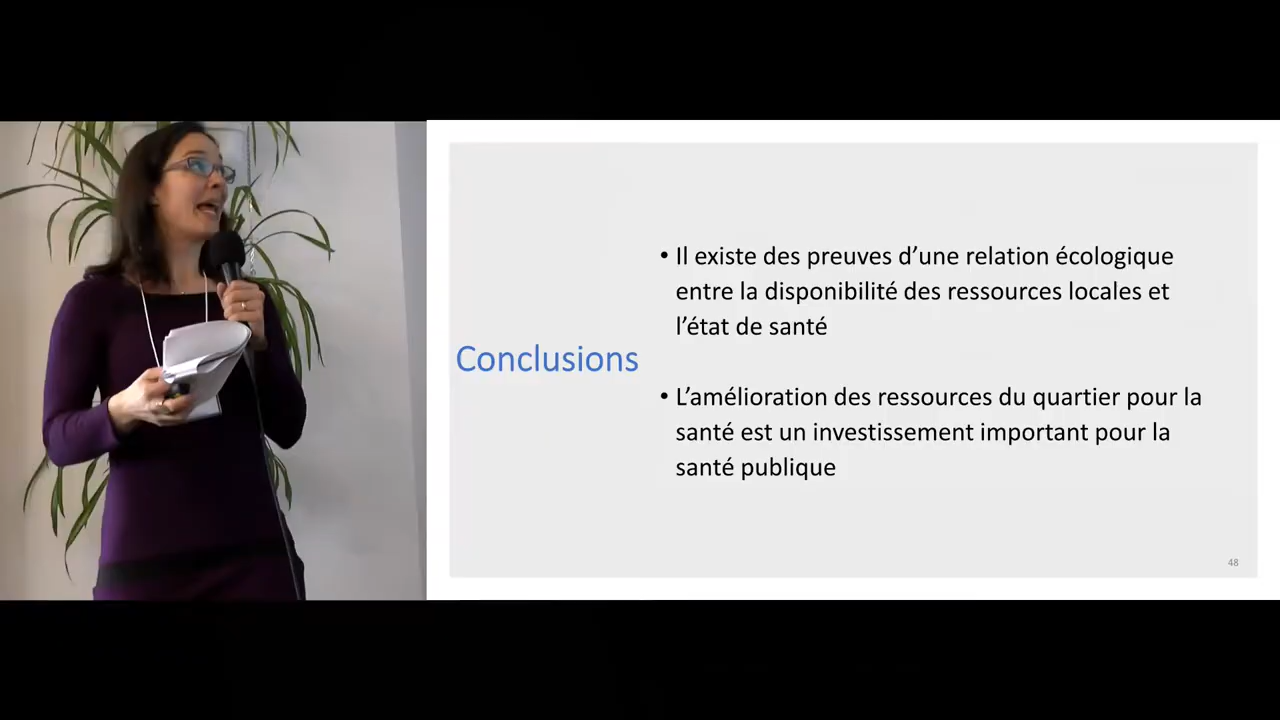 Conclusions
• Il existe des preuves d’une relation écologique
entre la disponibilité des ressources locales et
l’état de santé
• L’amélioration des ressources du quartier pour la
santé est un investissement important pour la
santé publique
48